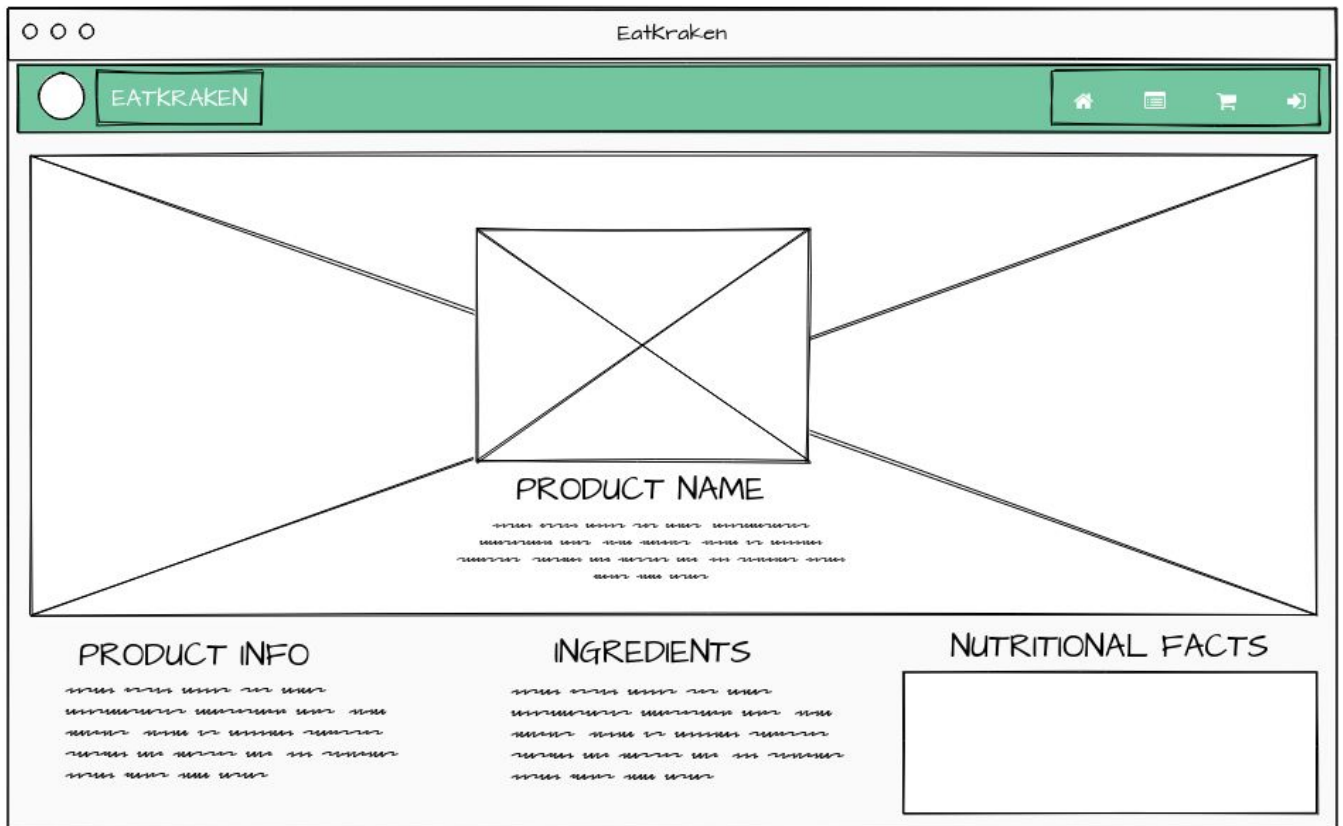 EatKraken
EATKRAKEN
PRODUCT NAME
PRODUCT INFO
INGREDIENTS
NUTRITIONAL FACTS